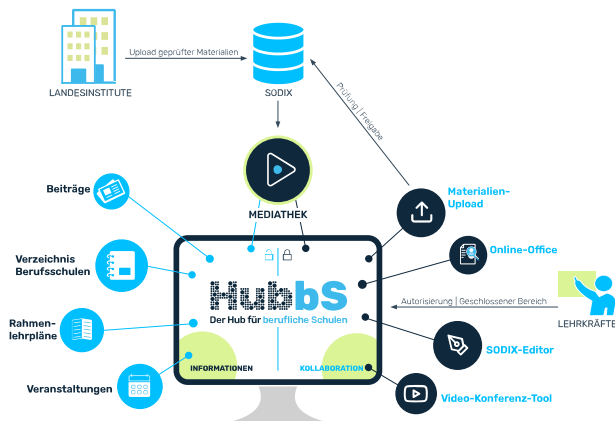 Upload geprüfter Materialien
LANDESINSTITUTE
SODIX
Prüfung | Freigabe
MEDIATHEK
Beiträge
Verzeichnis
Berufsschulen
Rahmen-
lehrpläne
Veranstaltungen
Materialien-
Upload
Online-Office
Autorisierung | Geschlossener Bereich
LEHRKRÄFTE
SODIX-Editor
Video-Konferenz-Tool
HubbS
Der Hub für berufliche Schulen
INFORMATIONEN
KOLLABORATION